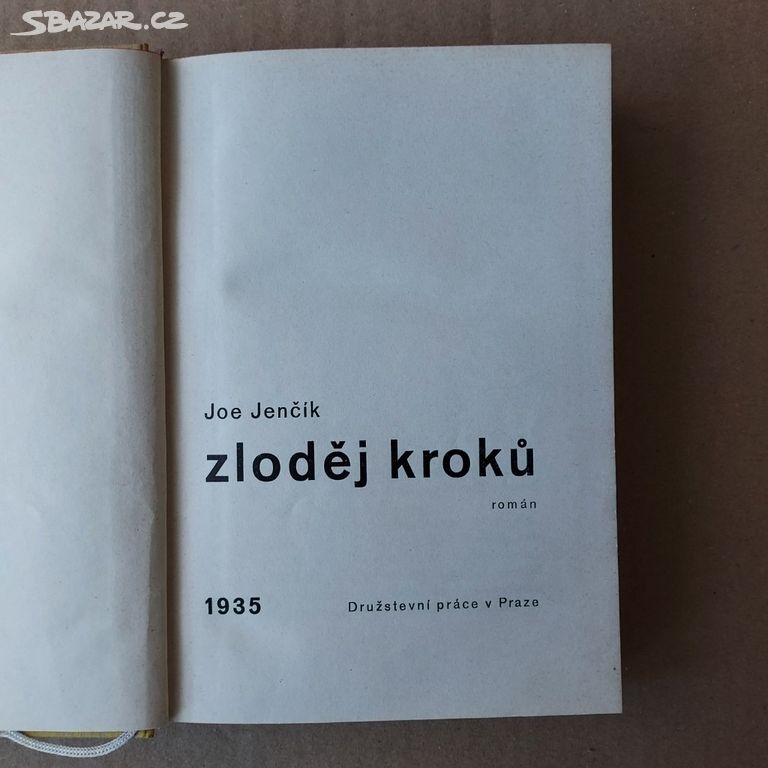 SBAZAR.CZ
Joe Jenčík
zloděj kroků
román
1935 Družstevní práce v Praze